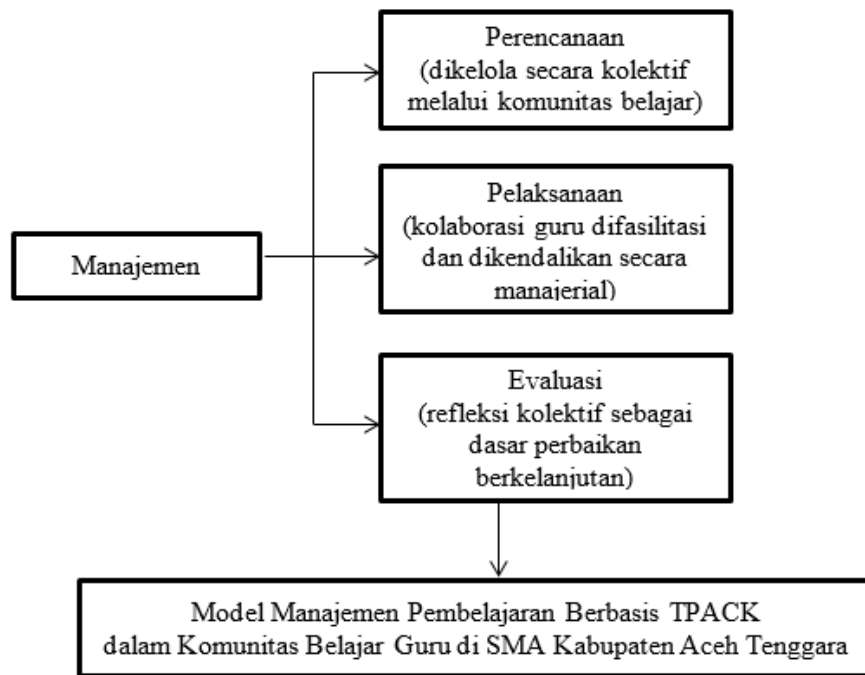 Perencanaan
(dikelola secara kolektif
melalui komunitas belajar)
Pelaksanaan
(kolaborasi guru difasilitasi
dan dikendalikan secara
manajerial)
Manajemen
Evaluasi
(refleksi kolektif sebagai
dasar perbaikan
berkelanjutan)
Model Manajemen Pembelajaran Berbasis TPACK
dalam Komunitas Belajar Guru di SMA Kabupaten Aceh Tenggara